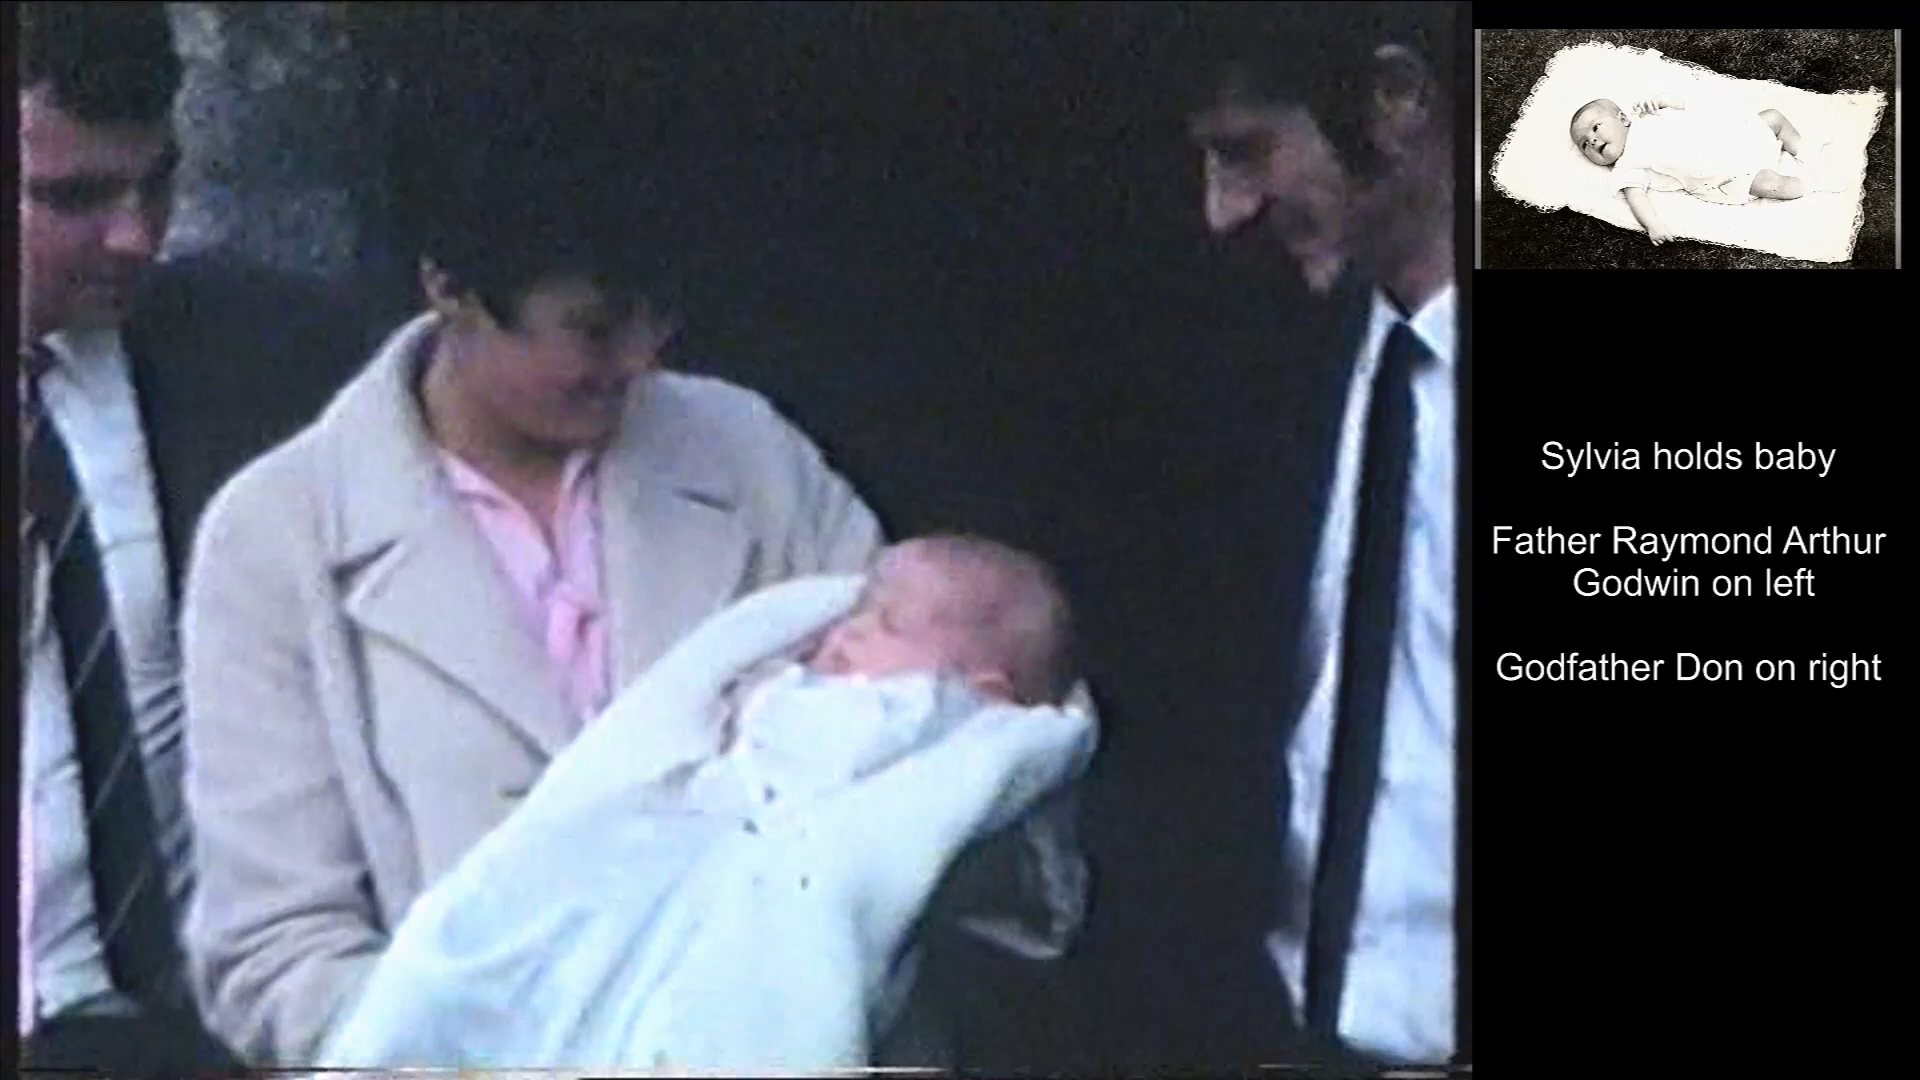 Sylvia holds baby
Father Raymond Arthur
Godwin on left
Godfather Don on right